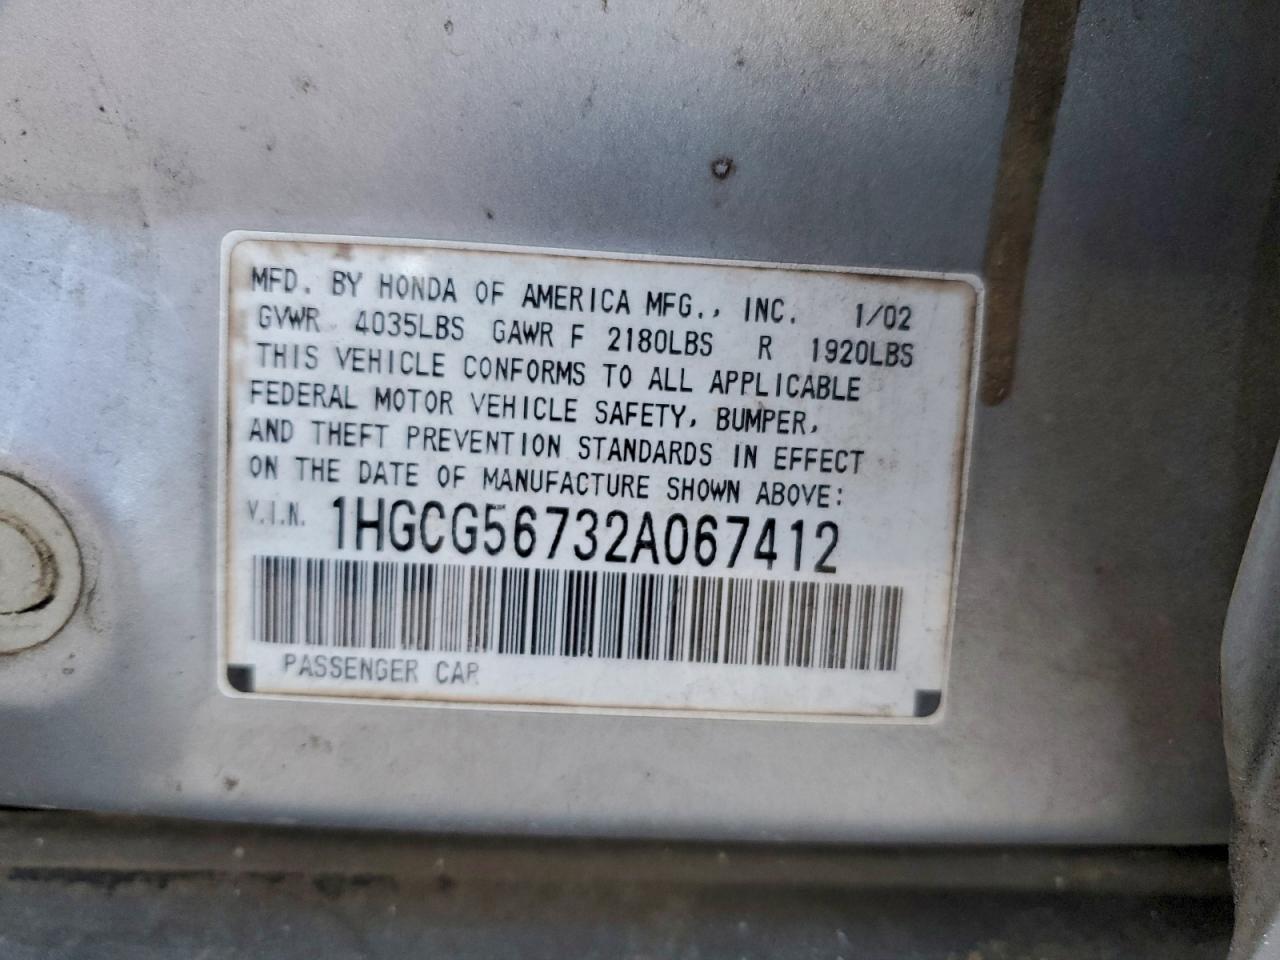 MFD. BY HONDA OF AMERICA MFG., INC. 1/02
GVWR 4035LBS GAWR F 2180LBS R 1920LBS
THIS VEHICLE CONFORMS TO ALL APPLICABLE
FEDERAL MOTOR VEHICLE SAFETY, BUMPER,
AND THEFT PREVENTION STANDARDS IN EFFECT
ON THE DATE OF MANUFACTURE SHOWN ABOVE:
V.I.N. 1HGCG56732A067412
PASSENGER CAR